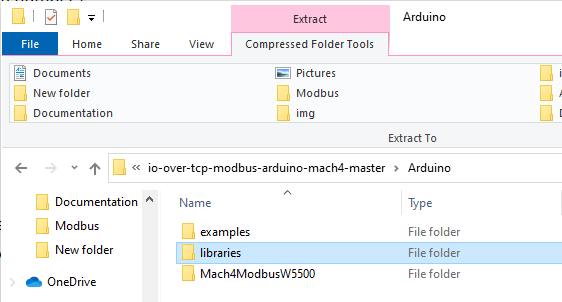 Extract
Arduino
File
Home
Share
View
Compressed Folder Tools
Documents
Pictures
New folder
Modbus
Documentation
img
Extract To
« io-over-tcp-modbus-arduino-mach4-master > Arduino
Documentation
Modbus
New folder
OneDrive
Name
Type
examples
File folder
libraries
File folder
Mach4ModbusW5500
File folder